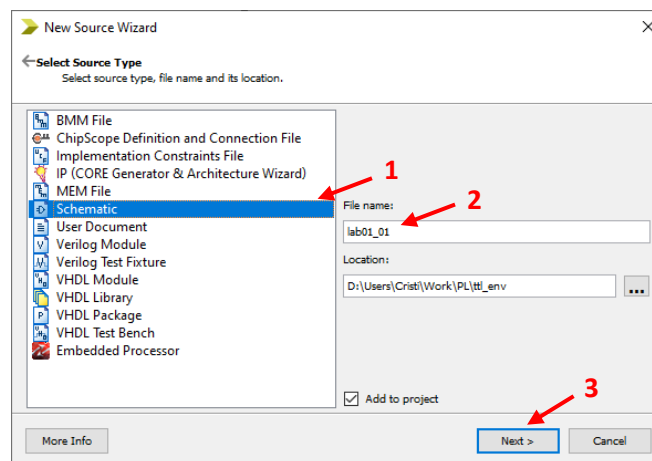 New Source Wizard
Select Source Type
Select source type, file name and its location.
BMM File
ChipScope Definition and Connection File
Implementation Constraints File
IP (CORE Generator & Architecture Wizard)
MEM File
Schematic
User Document
Verilog Module
Verilog Test Fixture
VHDL Module
VHDL Library
VHDL Package
VHDL Test Bench
Embedded Processor
1
2
File name:
lab01_01
Location:
D:\Users\Cristi\Work\PL\ttl_env
...
Add to project
3
More Info
Next >
Cancel